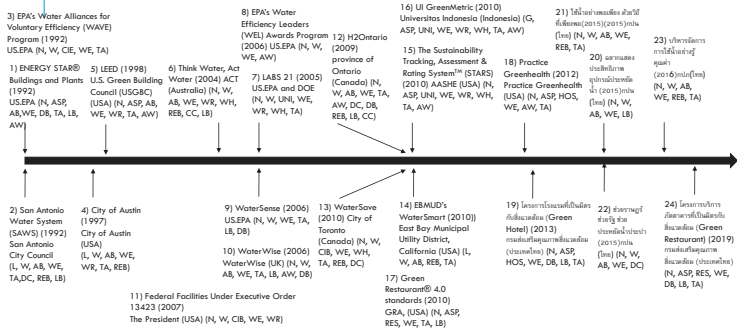 3) EPA's Water Alliances for
Voluntary Efficiency (WAVE)
Program (1992)
US.EPA (N, W, CIE, WE, TA)
1) ENERGY STAR®
Buildings and Plants
(1992)
US.EPA (N, ASP,
AB,WE, DB, TA, LB,
AW)
5) LEED (1998)
U.S. Green Building
Council (USGBC)
(USA) (N, ASP, AB,
WE, WR, TA, AW)
6) Think Water, Act
Water (2004) ACT
(Australia) (N, W,
AB, WE, WR, WH,
REB, CC, LB)
8) EPA's Water
Efficiency Leaders
(WEL) Awards Program
(2006) US.EPA (N, W,
WE, AW)
7) LABS 21 (2005)
US.EPA and DOE
(N, W, UNI, WE,
WR, WH, TA)
12) H2Ontario
(2009)
province of
Ontario
(Canada) (N,
W, AB, WE, TA,
AW, DC, DB,
REB, LB, CC)
16) UI GreenMetric (2010)
Universitas Indonesia (Indonesia) (G,
ASP, UNI, WE, WR, WH, TA, AW)
15) The Sustainability
Tracking, Assessment &
Rating System™ (STARS)
(2010) AASHE (USA) (N,
ASP, UNI, WE, WR, WH,
TA, AW)
18) Practice
Greenhealth (2012)
Practice Greenhealth
(USA) (N, ASP, HOS,
WE, AW, TA)
21) ใช้น้ำอย่างพอเพียง ด้วยวิถี
ที่เพียงพอ(2015)(2015)กปน
(ไทย) (N, W, AB, WE,
REB, TA)
20) ฉลากแสดง
ประสิทธิภาพ
อุปกรณ์ประหยัด
น้ำ (2015)กปน
(ไทย) (N, W,
AB, WE, LB)
23) บริหารจัดการ
การใช้น้ำอย่างรู้
คุณค่า
(2016)กปน(ไทย)
(N, W, AB,
WE, REB, TA)
2) San Antonio
Water System
(SAWS) (1992)
San Antonio
City Council
(L, W, AB, WE,
TA,DC, REB, LB)
4) City of Austin
(1997)
City of Austin
(USA)
(L, W, AB, WE,
WR, TA, REB)
9) WaterSense (2006)
US.EPA (N, W, WE, TA,
LB, DB)
10) WaterWise (2006)
WaterWise (UK) (N, W,
AB, WE, TA, LB, AW, DB)
11) Federal Facilities Under Executive Order
13423 (2007)
The President (USA) (N, W, CIB, WE, WR)
13) WaterSave
(2010) City of
Toronto
(Canada) (N, W,
CIB, WE, WH,
TA, REB, DC)
14) EBMUD's
WaterSmart (2010))
East Bay Municipal
Utility District,
California (USA) (L,
W, AB, REB, TA)
17) Green
Restaurant® 4.0
standards (2010)
GRA, (USA) (N, ASP,
RES, WE, TA, LB)
19) โครงการโรงแรมที่เป็นมิตร
กับสิ่งแวดล้อม (Green
Hotel) (2013)
กรมส่งเสริมคุณภาพสิ่งแวดล้อม
(ประเทศไทย) (N, ASP,
HOS, WE, DB, LB, TA)
22) ช่วยราษฎร์
ช่วยรัฐ ช่วย
ประหยัดน้ำประปา
(2015)กปน
(ไทย) (N, W,
AB, WE, DC)
24) โครงการบริการ
ภัตตาคารที่เป็นมิตรกับ
สิ่งแวดล้อม (Green
Restaurant) (2019)
กรมส่งเสริมคุณภาพ
สิ่งแวดล้อม (ประเทศไทย)
(N, ASP, RES, WE,
DB, LB, TA)